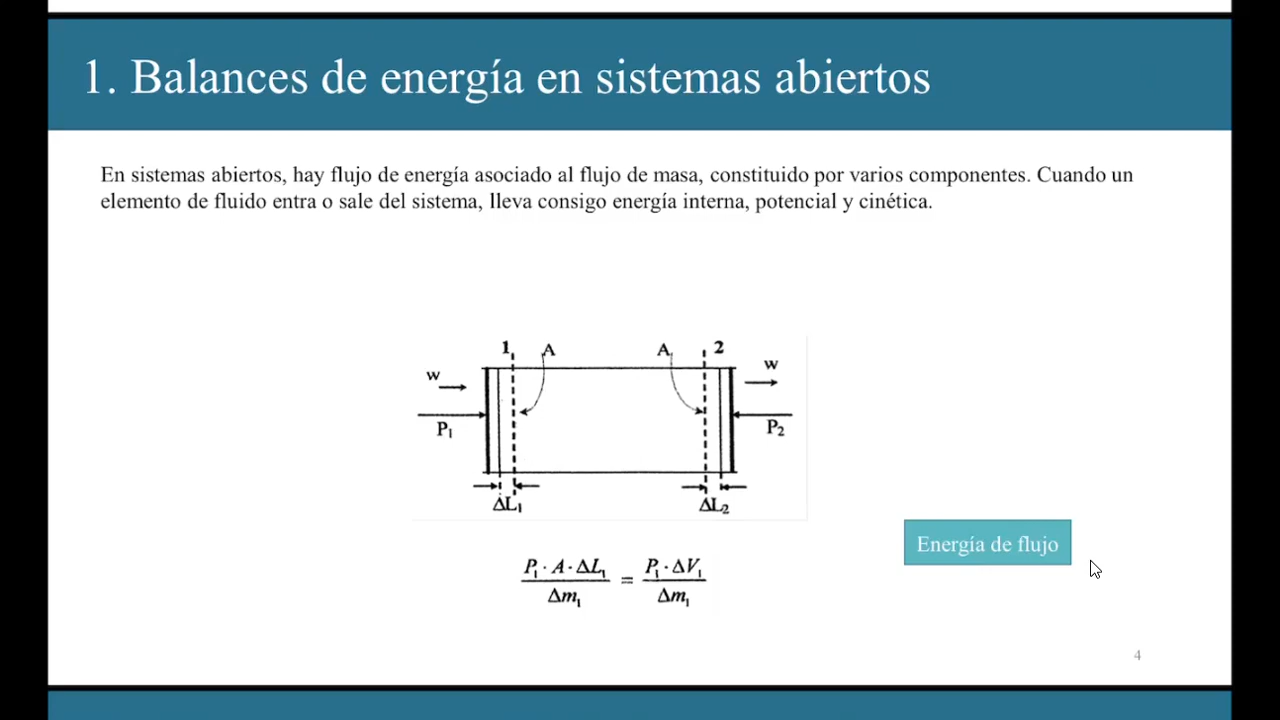 1. Balances de energía en sistemas abiertos
En sistemas abiertos, hay flujo de energía asociado al flujo de masa, constituido por varios componentes. Cuando un
elemento de fluido entra o sale del sistema, lleva consigo energía interna, potencial y cinética.
1 A A 2
w w
P₁ P₂
ΔL₁ ΔL₂
P₁ · A · ΔL₁ / Δm₁ = P₁ · ΔV₁ / Δm₁
Energía de flujo
4